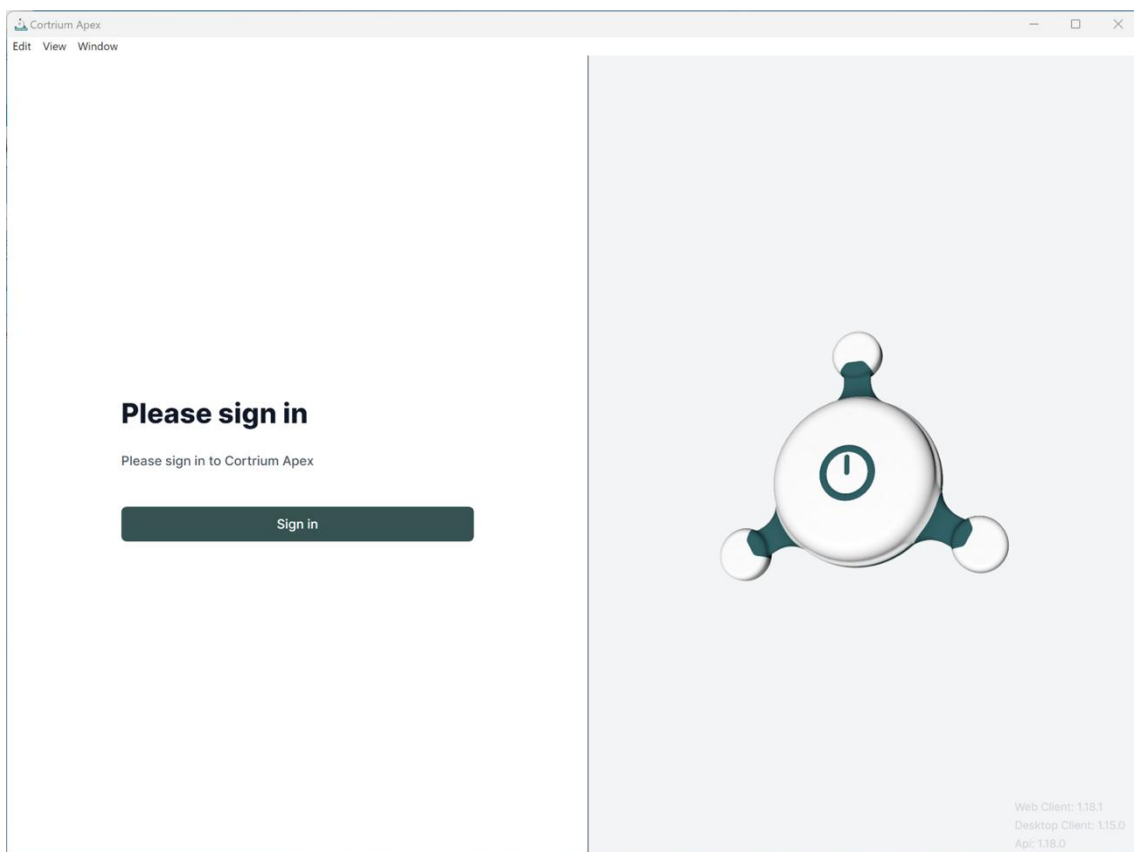 Cortrium Apex
Edit View Window
Please sign in
Please sign in to Cortrium Apex
Sign in
Web Client: 1.18.1
Desktop Client: 1.15.0
Api: 1.18.0